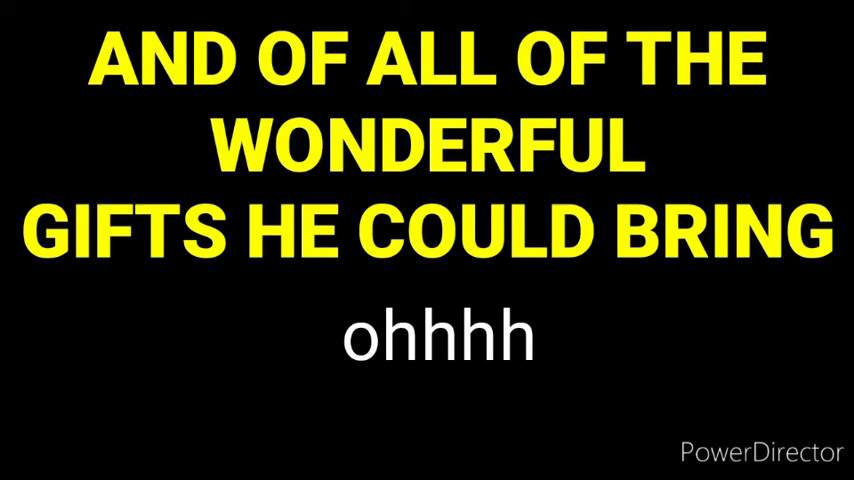 AND OF ALL OF THE
WONDERFUL
GIFTS HE COULD BRING
ohhhh
PowerDirector